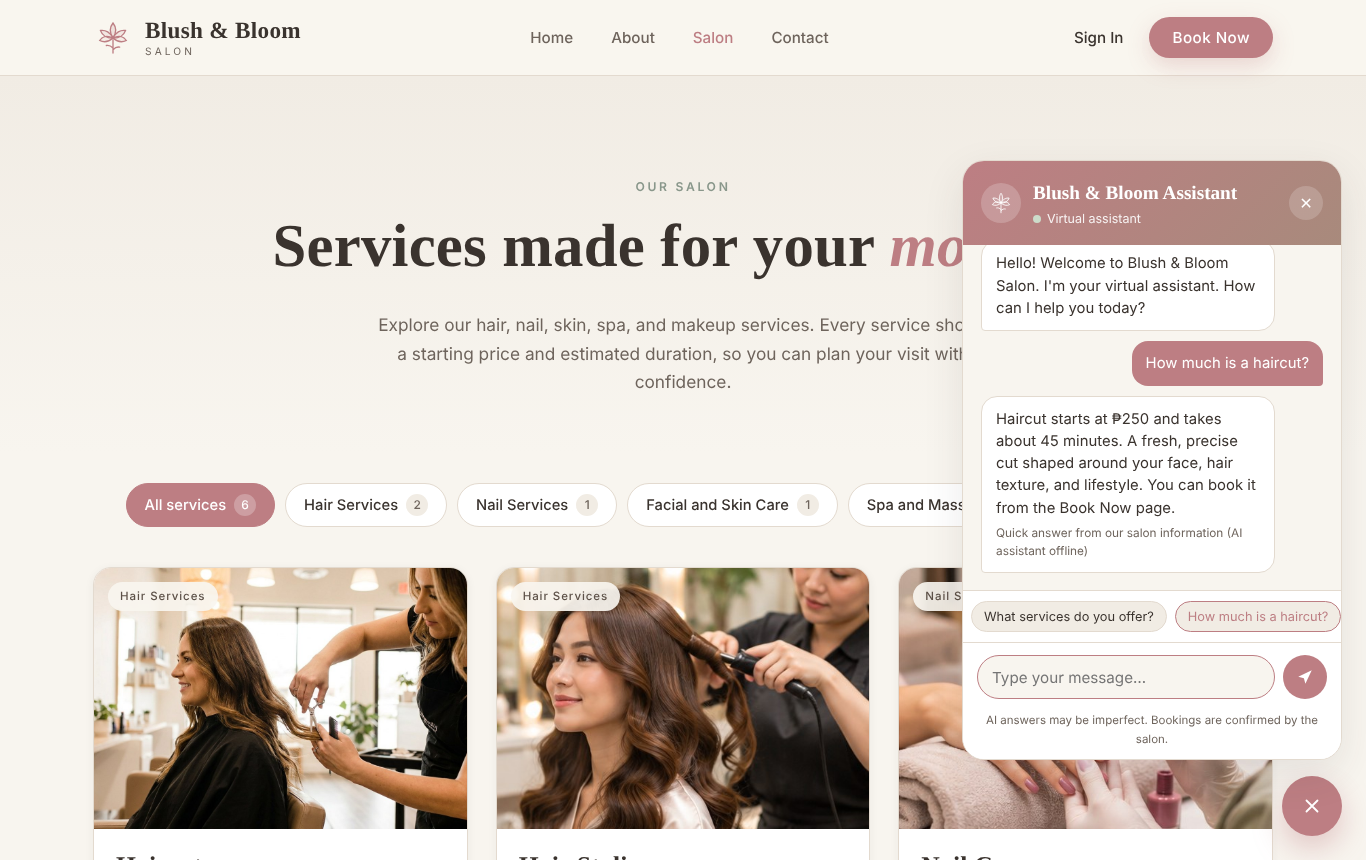 Blush & Bloom
SALON
Home
About
Salon
Contact
Sign In
Book Now
OUR SALON
Services made for your mo
Explore our hair, nail, skin, spa, and makeup services. Every service sho
a starting price and estimated duration, so you can plan your visit with
confidence.
All services 6
Hair Services 2
Nail Services 1
Facial and Skin Care 1
Spa and Mass
Hair Services
Hair Services
Nail S
Blush & Bloom Assistant
Virtual assistant
Hello! Welcome to Blush & Bloom
Salon. I'm your virtual assistant. How
can I help you today?
How much is a haircut?
Haircut starts at ₱250 and takes
about 45 minutes. A fresh, precise
cut shaped around your face, hair
texture, and lifestyle. You can book it
from the Book Now page.
Quick answer from our salon information (AI
assistant offline)
What services do you offer?
How much is a haircut?
Type your message...
AI answers may be imperfect. Bookings are confirmed by the
salon.